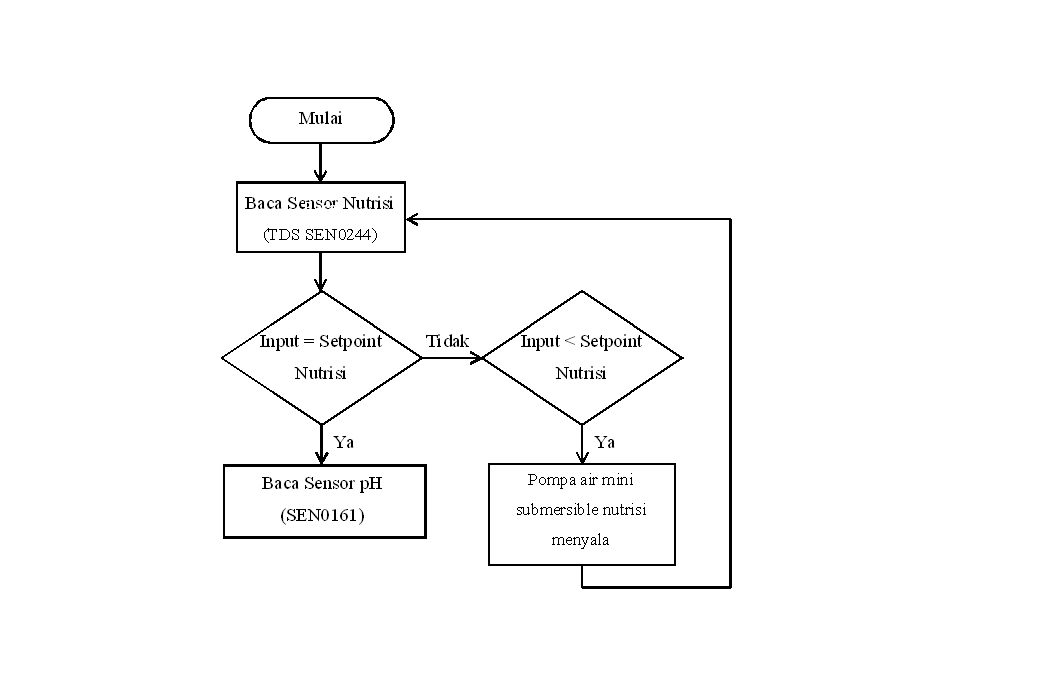 Mulai
Baca Sensor Nutrisi
(TDS SEN0244)
Input = Setpoint
Nutrisi
Tidak
Input < Setpoint
Nutrisi
Ya
Ya
Baca Sensor pH
(SEN0161)
Pompa air mini
submersible nutrisi
menyala